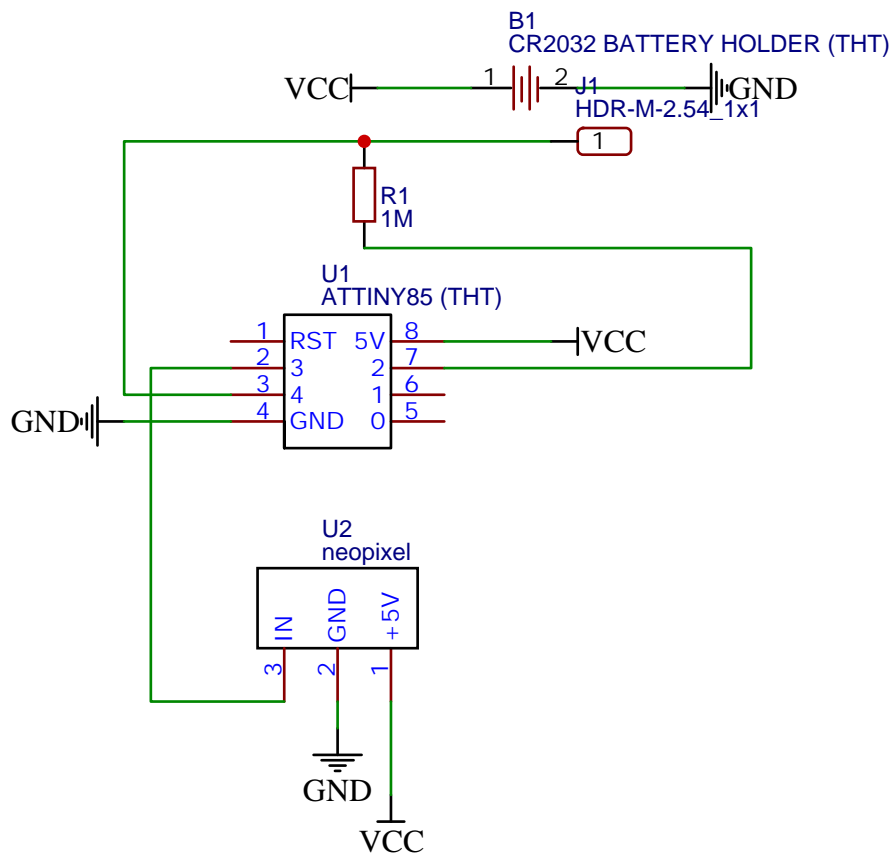 B1
CR2032 BATTERY HOLDER (THT)
VCC
1
2
GND
J1
HDR-M-2.54_1x1
1
R1
1M
U1
ATTINY85 (THT)
1 RST 5V 8
VCC
2 3 2 7
3 4 1 6
GND
4 GND 0 5
U2
neopixel
IN GND +5V
3 2 1
GND
VCC